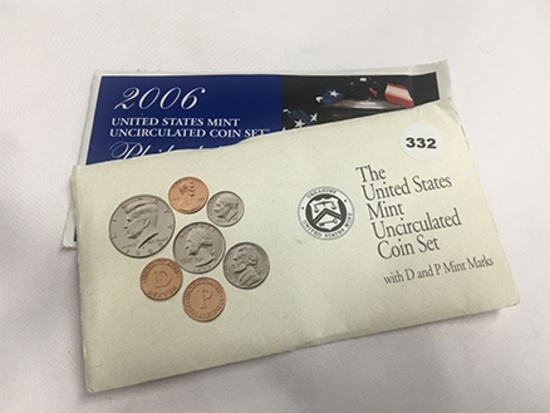 2006
UNITED STATES MINT
UNCIRCULATED COIN SET
332
The
United States
Mint
Uncirculated
Coin Set
with D and P Mint Marks
D
P